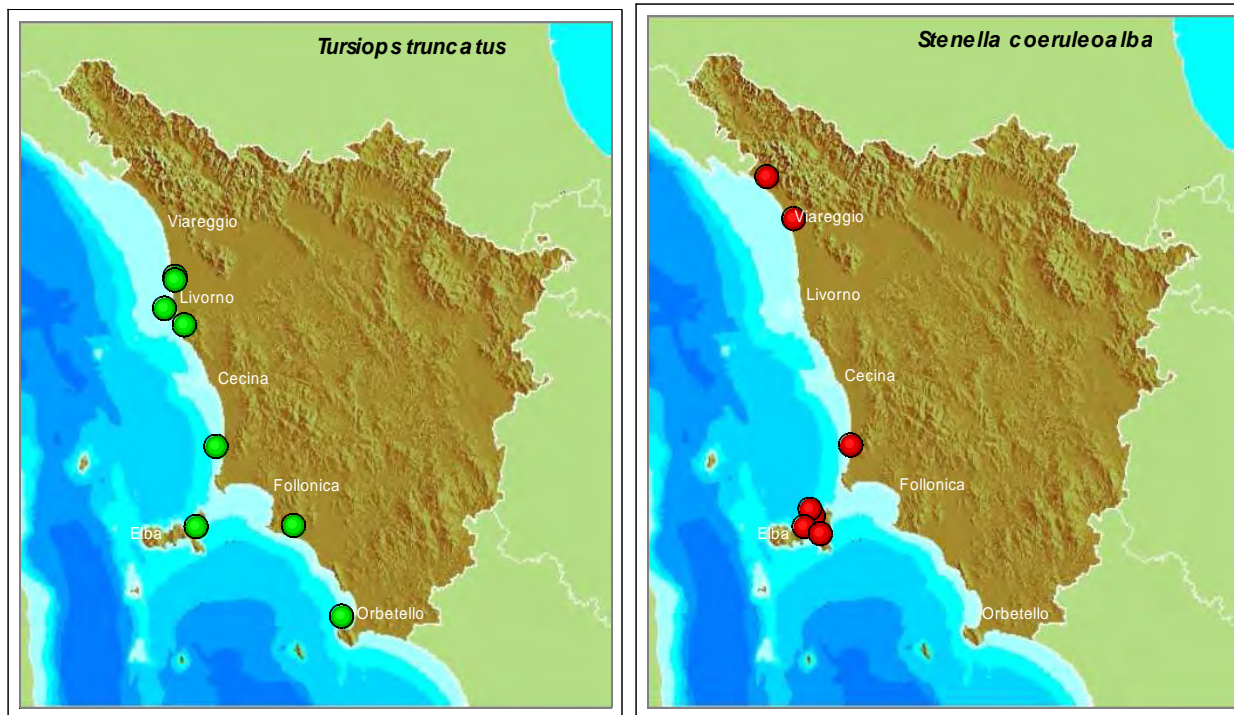 Tursiops truncatus
Viareggio
Livorno
Cecina
Follonica
Elba
Orbetello
Stenella coeruleoalba
Viareggio
Livorno
Cecina
Follonica
Elba
Orbetello